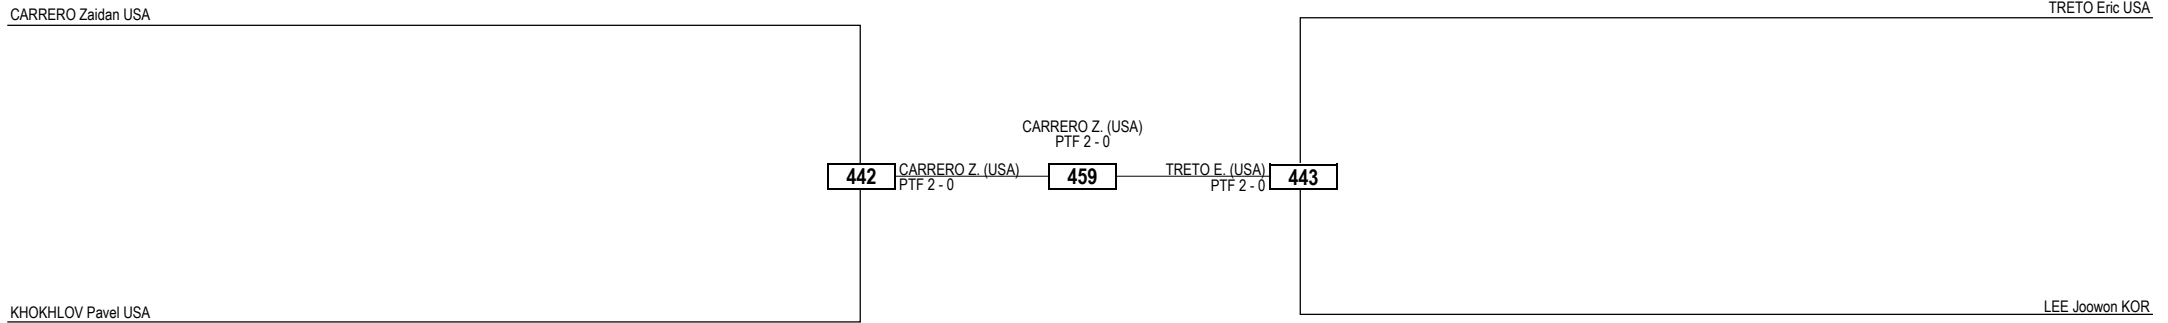 CARRERO Zaidan USA
TRETO Eric USA
CARRERO Z. (USA)
PTF 2 - 0
442
CARRERO Z. (USA)
PTF 2 - 0
459
TRETO E. (USA)
PTF 2 - 0
443
KHOKHLOV Pavel USA
LEE Joowon KOR